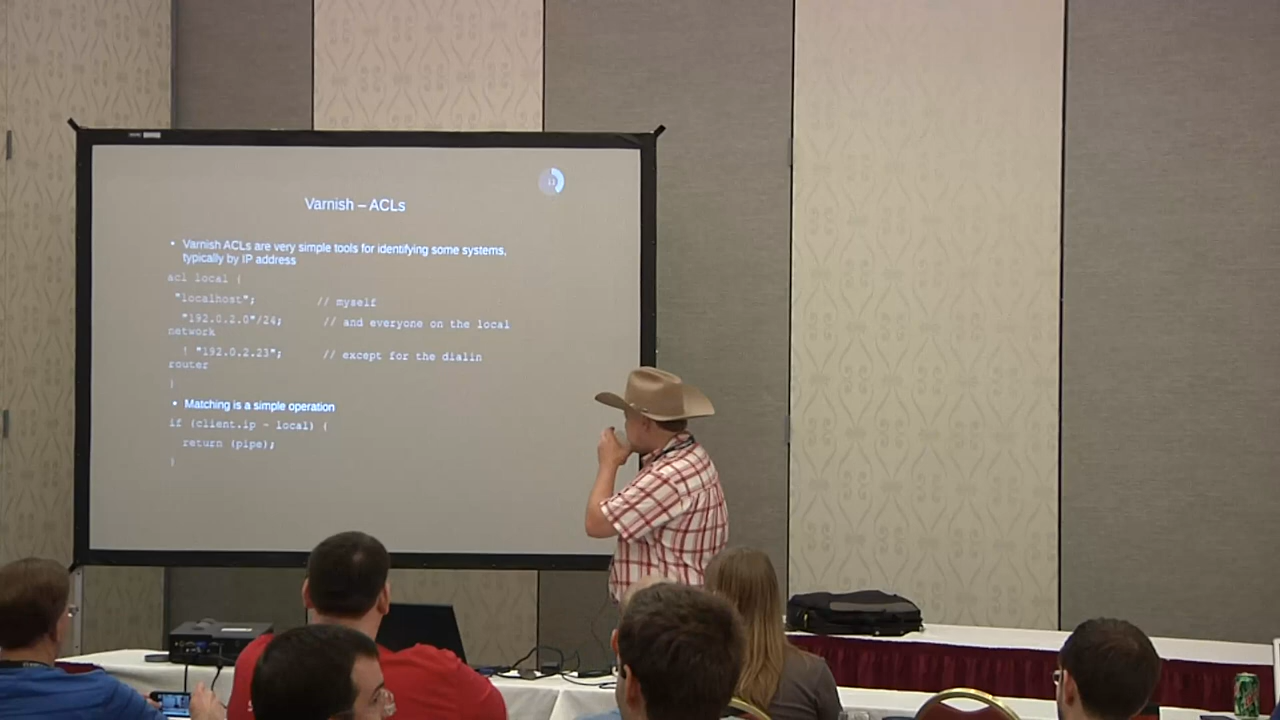 Varnish – ACLs
• Varnish ACLs are very simple tools for identifying some systems,
typically by IP address
acl local {
"localhost"; // myself
"192.0.2.0"/24; // and everyone on the local
network
! "192.0.2.23"; // except for the dialin
router
}
• Matching is a simple operation
if (client.ip ~ local) {
return (pipe);
}